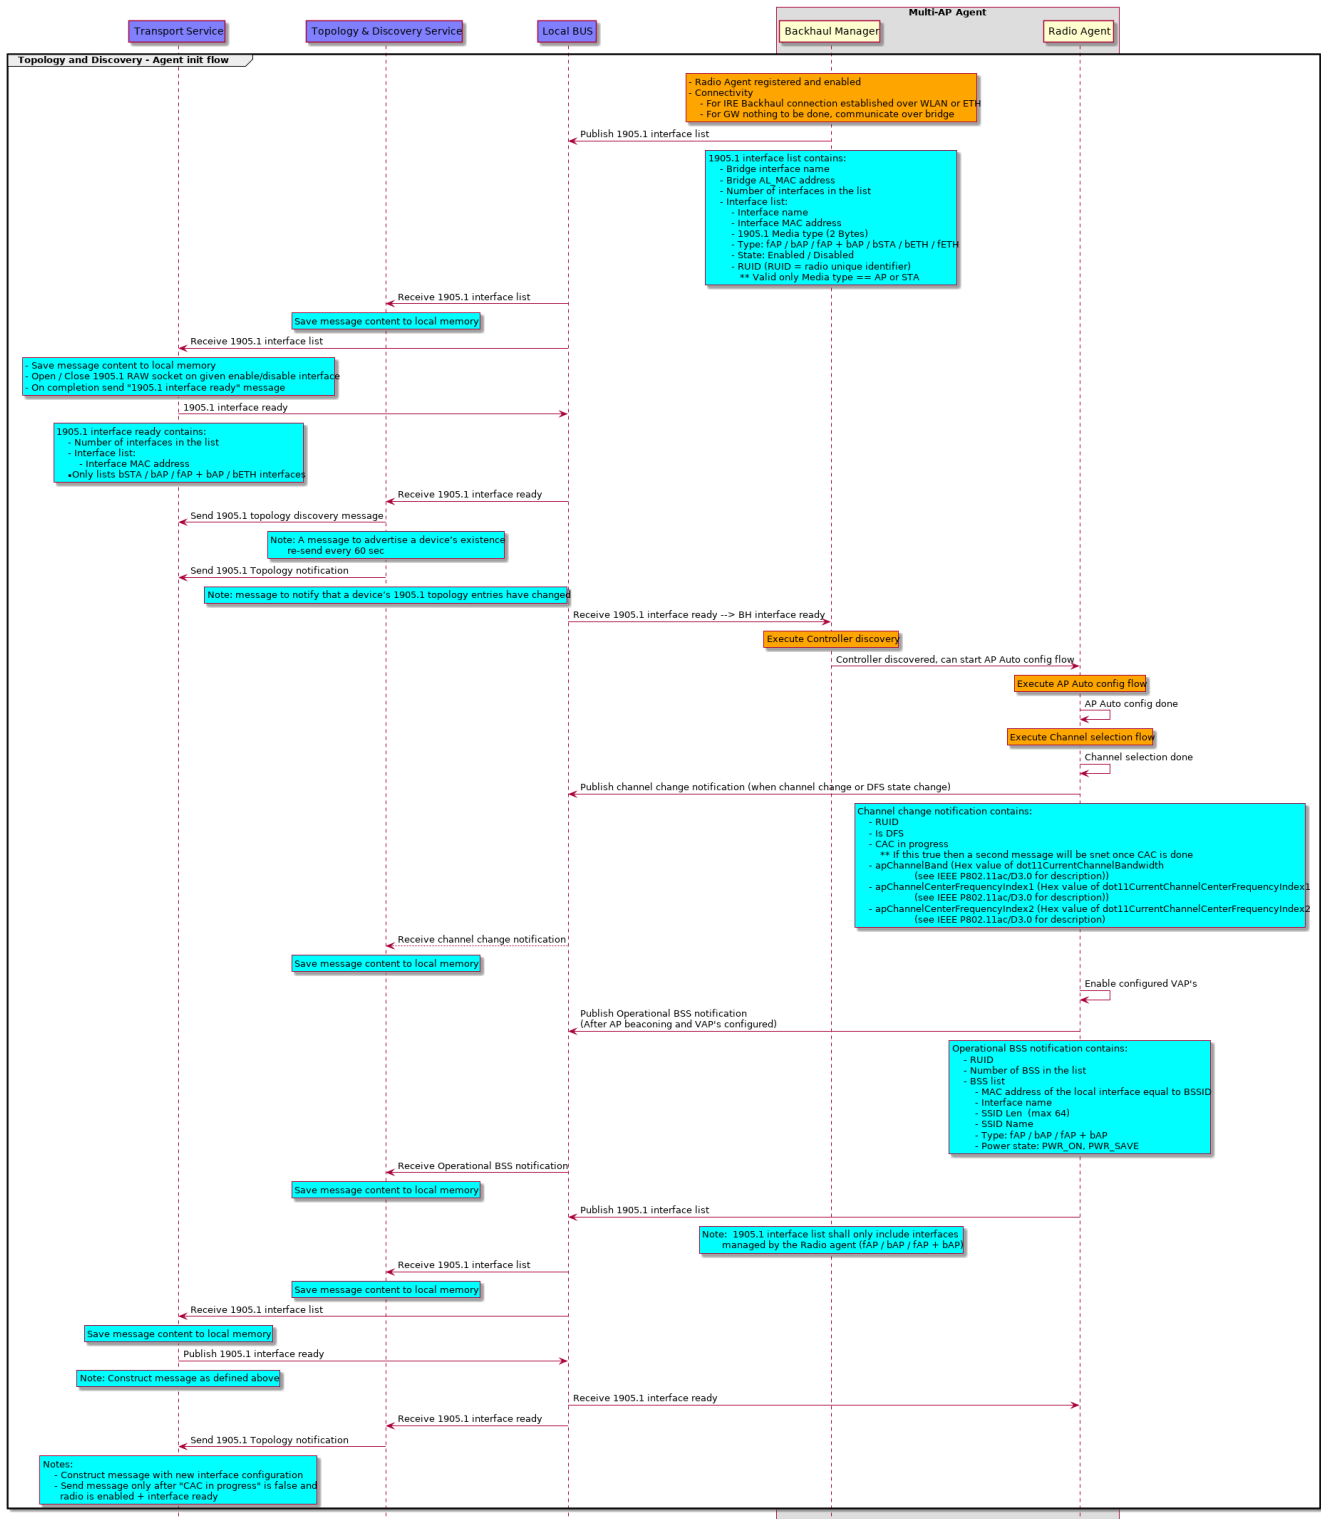 Multi-AP Agent
Transport Service
Topology & Discovery Service
Local BUS
Backhaul Manager
Radio Agent
Topology and Discovery - Agent init flow
- Radio Agent registered and enabled
- Connectivity
- For IRE Backhaul connection established over WLAN or ETH
- For GW nothing to be done, communicate over bridge
Publish 1905.1 interface list
1905.1 interface list contains:
- Bridge interface name
- Bridge AL_MAC address
- Number of interfaces in the list
- Interface list:
- Interface name
- Interface MAC address
- 1905.1 Media type (2 Bytes)
- Type: fAP / bAP / fAP + bAP / bSTA / bETH / fETH
- State: Enabled / Disabled
- RUID (RUID = radio unique identifier)
** Valid only Media type == AP or STA
Receive 1905.1 interface list
Save message content to local memory
Receive 1905.1 interface list
- Save message content to local memory
- Open / Close 1905.1 RAW socket on given enable/disable interface
- On completion send "1905.1 interface ready" message
1905.1 interface ready
1905.1 interface ready contains:
- Number of interfaces in the list
- Interface list:
- Interface MAC address
•Only lists bSTA / bAP / fAP + bAP / bETH interfaces
Receive 1905.1 interface ready
Send 1905.1 topology discovery message
Note: A message to advertise a device's existence
re-send every 60 sec
Send 1905.1 Topology notification
Note: message to notify that a device's 1905.1 topology entries have changed
Receive 1905.1 interface ready --> BH interface ready
Execute Controller discovery
Controller discovered, can start AP Auto config flow
Execute AP Auto config flow
AP Auto config done
Execute Channel selection flow
Channel selection done
Publish channel change notification (when channel change or DFS state change)
Channel change notification contains:
- RUID
- Is DFS
- CAC in progress
** If this true then a second message will be snet once CAC is done
- apChannelBand (Hex value of dot11CurrentChannelBandwidth
(see IEEE P802.11ac/D3.0 for description))
- apChannelCenterFrequencyIndex1 (Hex value of dot11CurrentChannelCenterFrequencyIndex1
(see IEEE P802.11ac/D3.0 for description))
- apChannelCenterFrequencyIndex2 (Hex value of dot11CurrentChannelCenterFrequencyIndex2
(see IEEE P802.11ac/D3.0 for description)
Receive channel change notification
Save message content to local memory
Enable configured VAP's
Publish Operational BSS notification
(After AP beaconing and VAP's configured)
Operational BSS notification contains:
- RUID
- Number of BSS in the list
- BSS list
- MAC address of the local interface equal to BSSID
- Interface name
- SSID Len  (max 64)
- SSID Name
- Type: fAP / bAP / fAP + bAP
- Power state: PWR_ON, PWR_SAVE
Receive Operational BSS notification
Save message content to local memory
Publish 1905.1 interface list
Note:  1905.1 interface list shall only include interfaces
managed by the Radio agent (fAP / bAP / fAP + bAP)
Receive 1905.1 interface list
Save message content to local memory
Receive 1905.1 interface list
Save message content to local memory
Publish 1905.1 interface ready
Note: Construct message as defined above
Receive 1905.1 interface ready
Receive 1905.1 interface ready
Send 1905.1 Topology notification
Notes:
- Construct message with new interface configuration
- Send message only after "CAC in progress" is false and
radio is enabled + interface ready